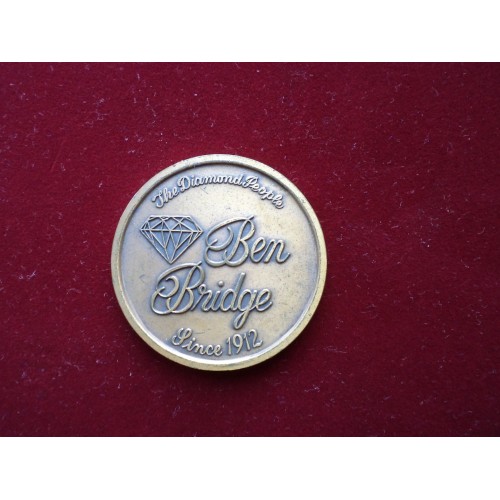 The Diamond People
Ben
Bridge
Since 1912